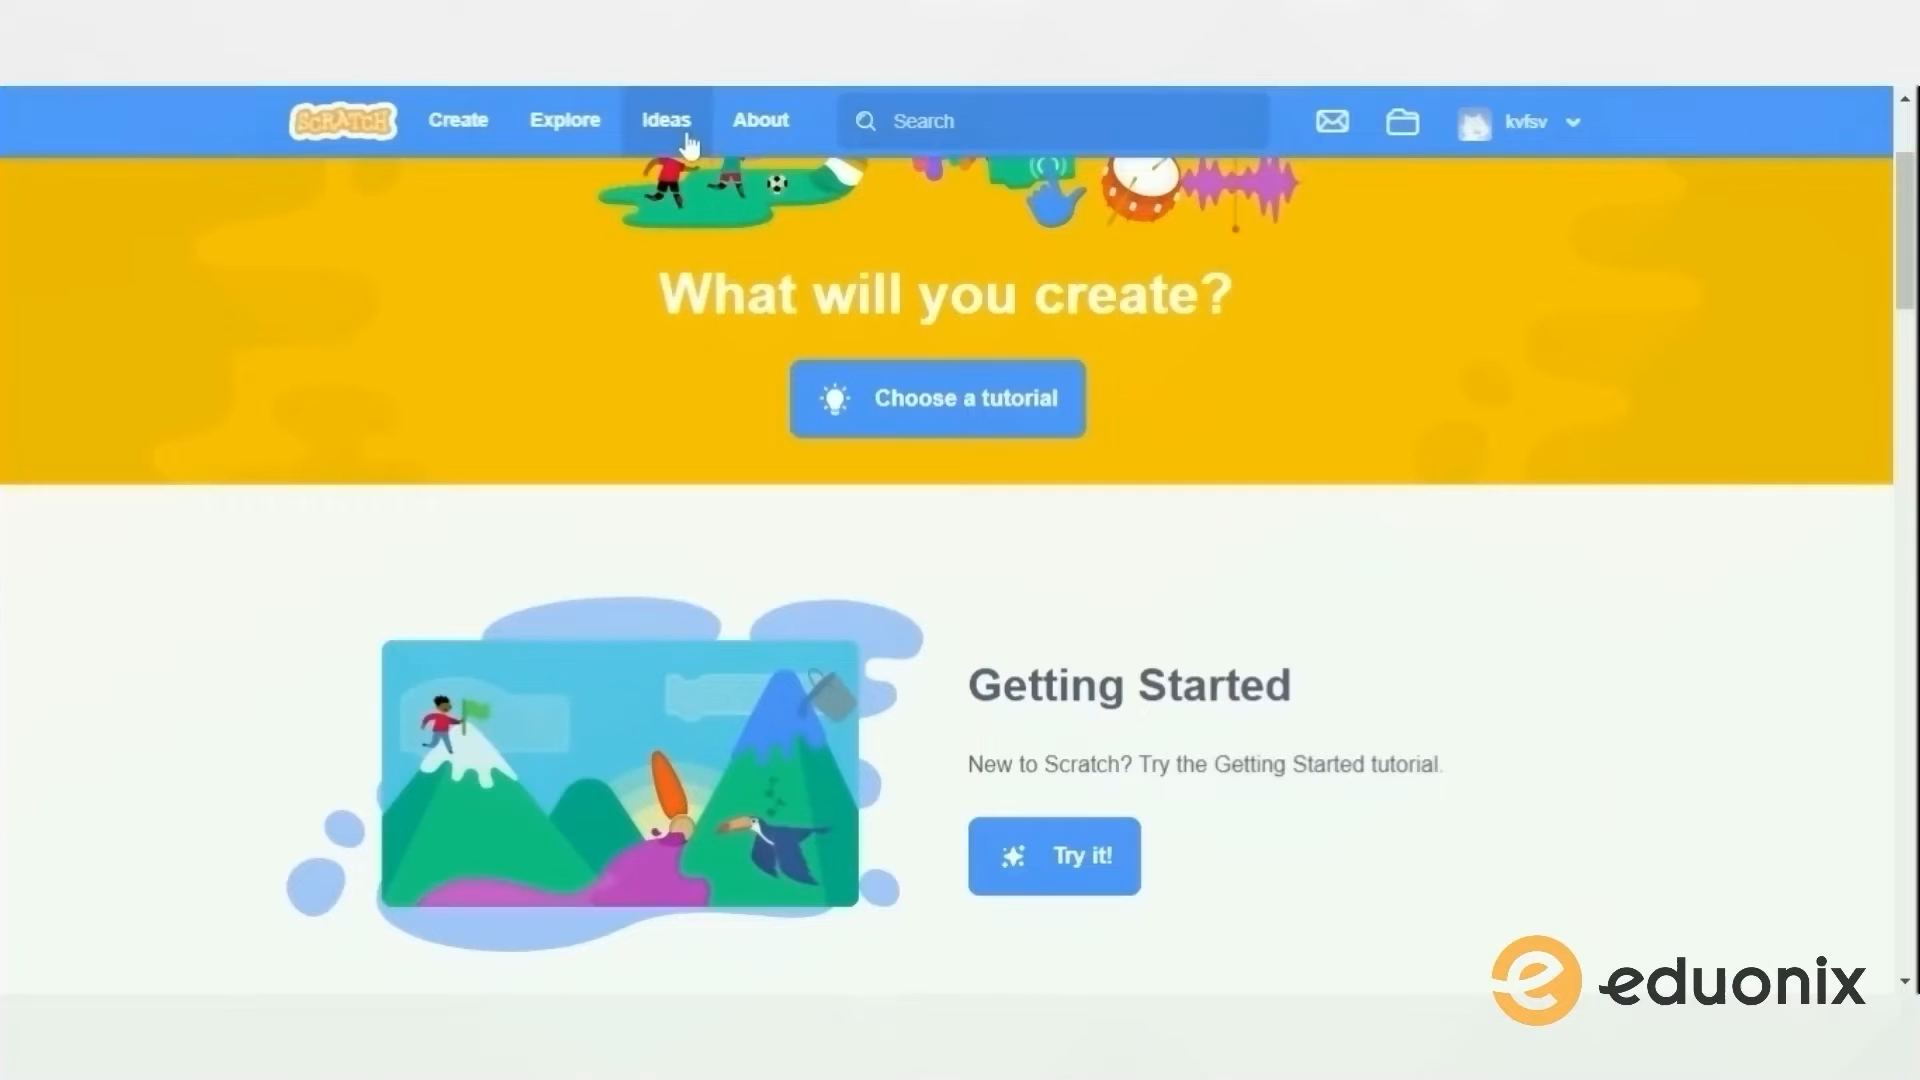 SCRATCH Create Explore Ideas About Search kvfsv
What will you create?
Choose a tutorial
Getting Started
New to Scratch? Try the Getting Started tutorial.
Try it!
eduonix